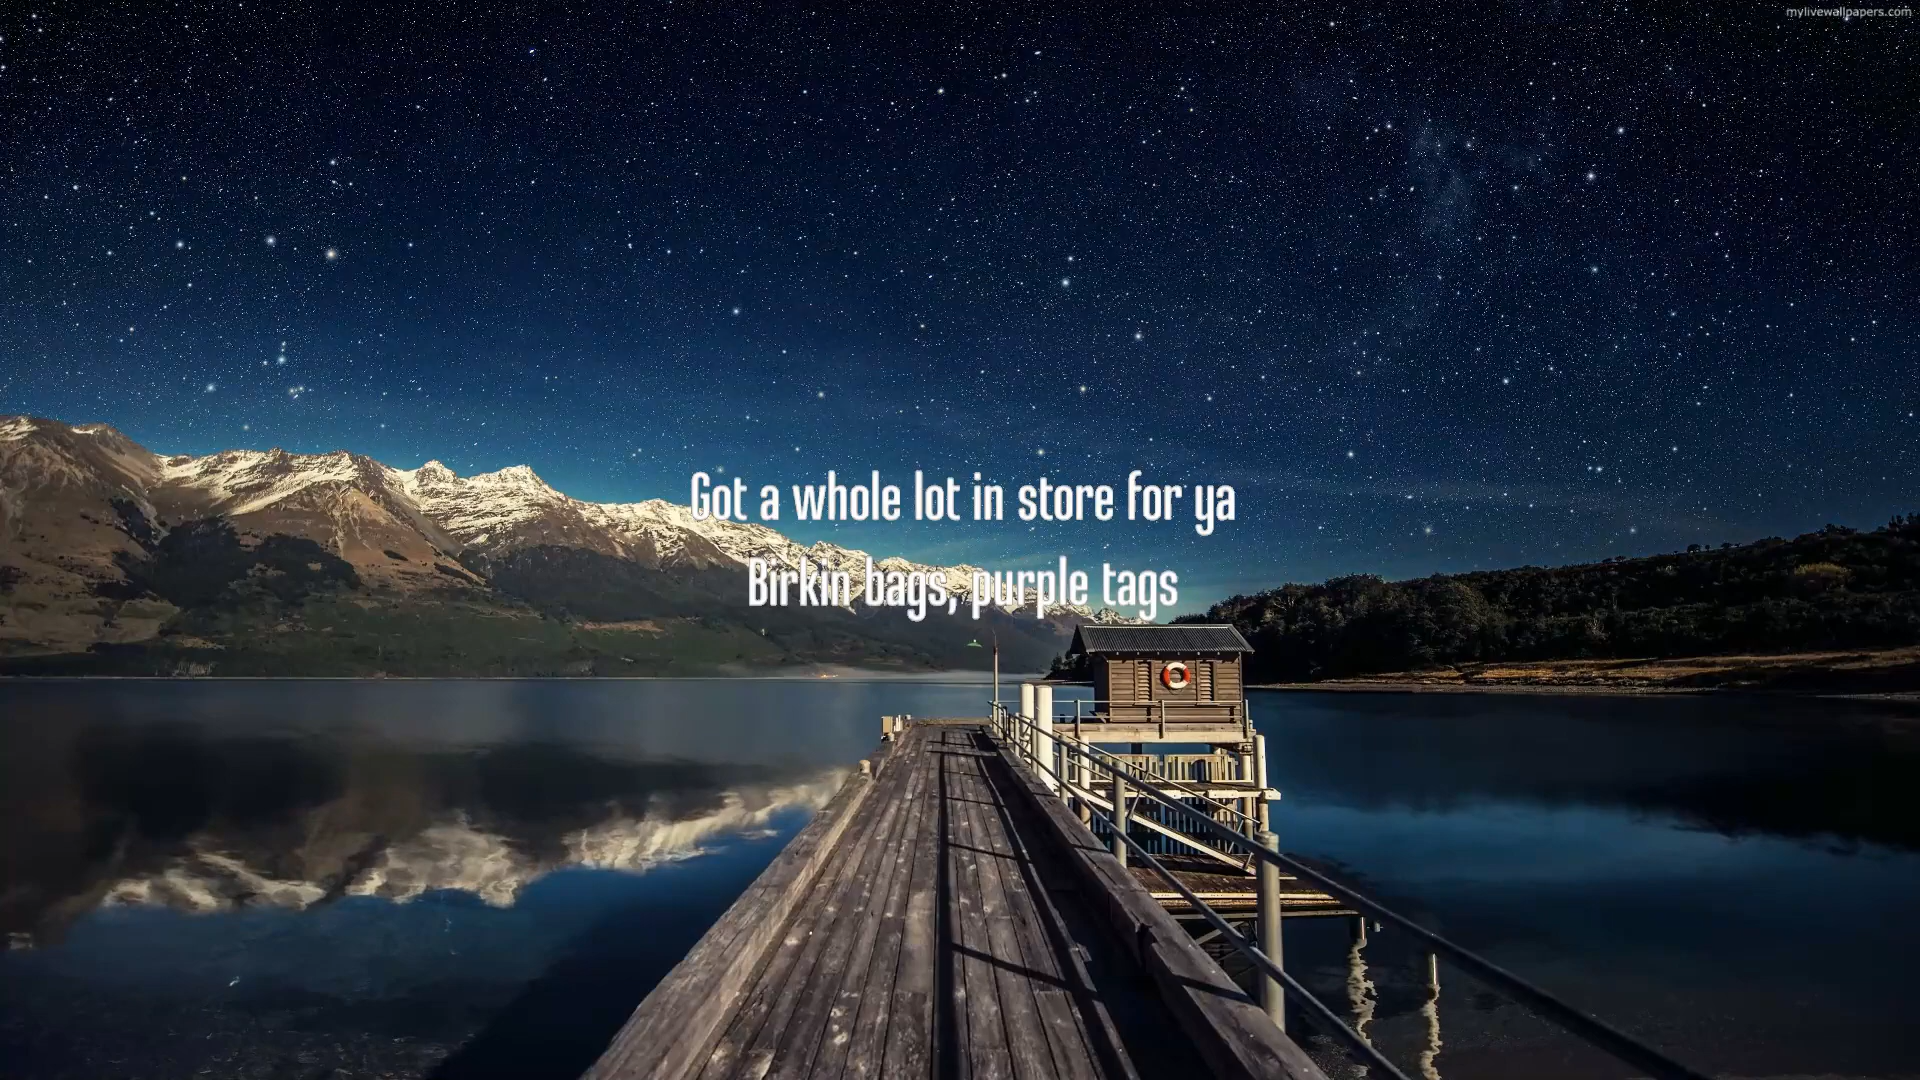 mylivewallpapers.com
Got a whole lot in store for ya
Birkin bags, purple tags